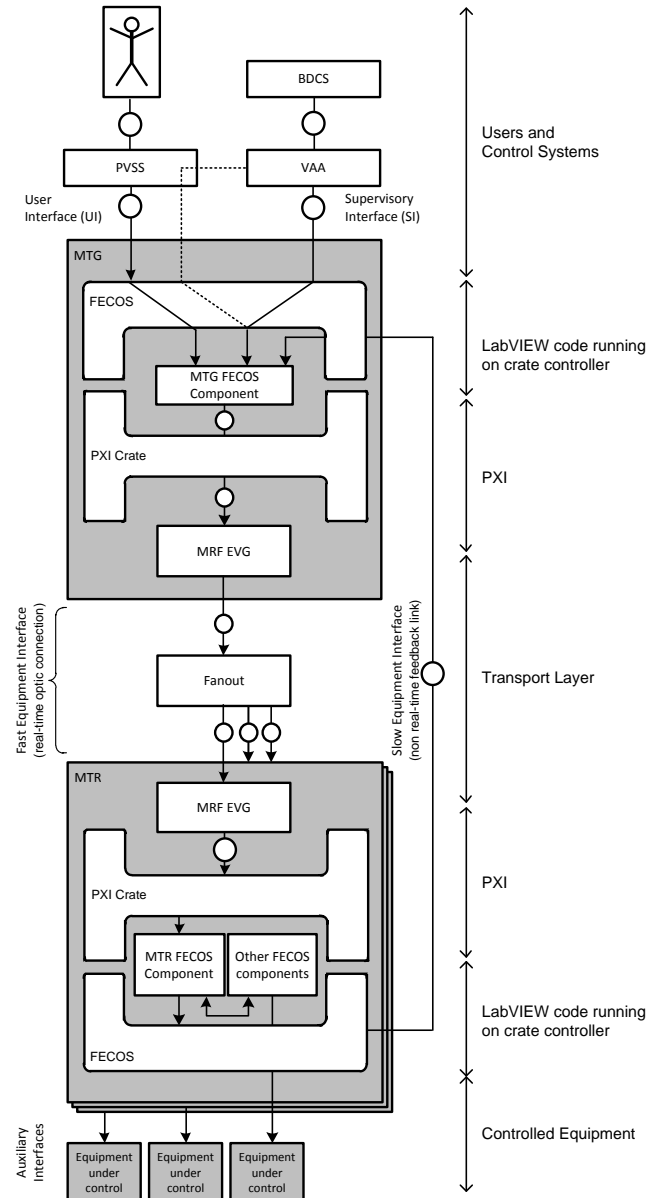 BDCS
Users and
Control Systems
PVSS
VAA
User
Interface (UI)
Supervisory
Interface (SI)
MTG
FECOS
LabVIEW code running
on crate controller
MTG FECOS
Component
PXI Crate
PXI
MRF EVG
Fast Equipment Interface
(real-time optic connection)
Fanout
Slow Equipment Interface
(non real-time feedback link)
Transport Layer
MTR
MRF EVG
PXI Crate
PXI
MTR FECOS
Component
Other FECOS
components
LabVIEW code running
on crate controller
FECOS
Auxiliary
Interfaces
Controlled Equipment
Equipment
under
control
Equipment
under
control
Equipment
under
control